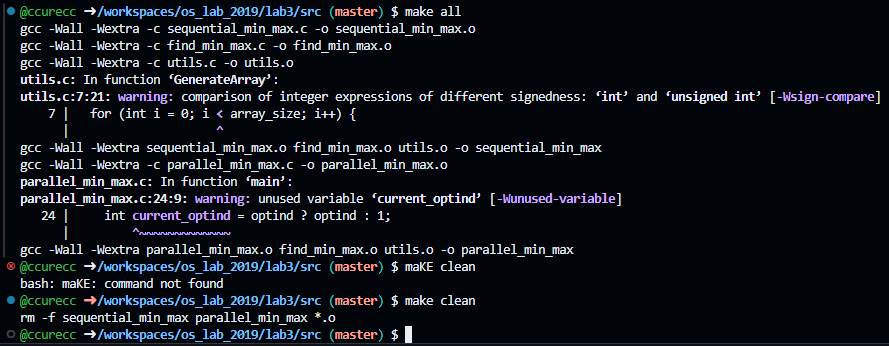 @ccurecc ➜/workspaces/os_lab_2019/lab3/src (master) $ make all
gcc -Wall -Wextra -c sequential_min_max.c -o sequential_min_max.o
gcc -Wall -Wextra -c find_min_max.c -o find_min_max.o
gcc -Wall -Wextra -c utils.c -o utils.o
utils.c: In function ‘GenerateArray’:
utils.c:7:21: warning: comparison of integer expressions of different signedness: ‘int’ and ‘unsigned int’ [-Wsign-compare]
    7 |   for (int i = 0; i < array_size; i++) {
      |                     ^
gcc -Wall -Wextra sequential_min_max.o find_min_max.o utils.o -o sequential_min_max
gcc -Wall -Wextra -c parallel_min_max.c -o parallel_min_max.o
parallel_min_max.c: In function ‘main’:
parallel_min_max.c:24:9: warning: unused variable ‘current_optind’ [-Wunused-variable]
   24 |     int current_optind = optind ? optind : 1;
      |         ^~~~~~~~~~~~~~
gcc -Wall -Wextra parallel_min_max.o find_min_max.o utils.o -o parallel_min_max
@ccurecc ➜/workspaces/os_lab_2019/lab3/src (master) $ maKE clean
bash: maKE: command not found
@ccurecc ➜/workspaces/os_lab_2019/lab3/src (master) $ make clean
rm -f sequential_min_max parallel_min_max *.o
@ccurecc ➜/workspaces/os_lab_2019/lab3/src (master) $